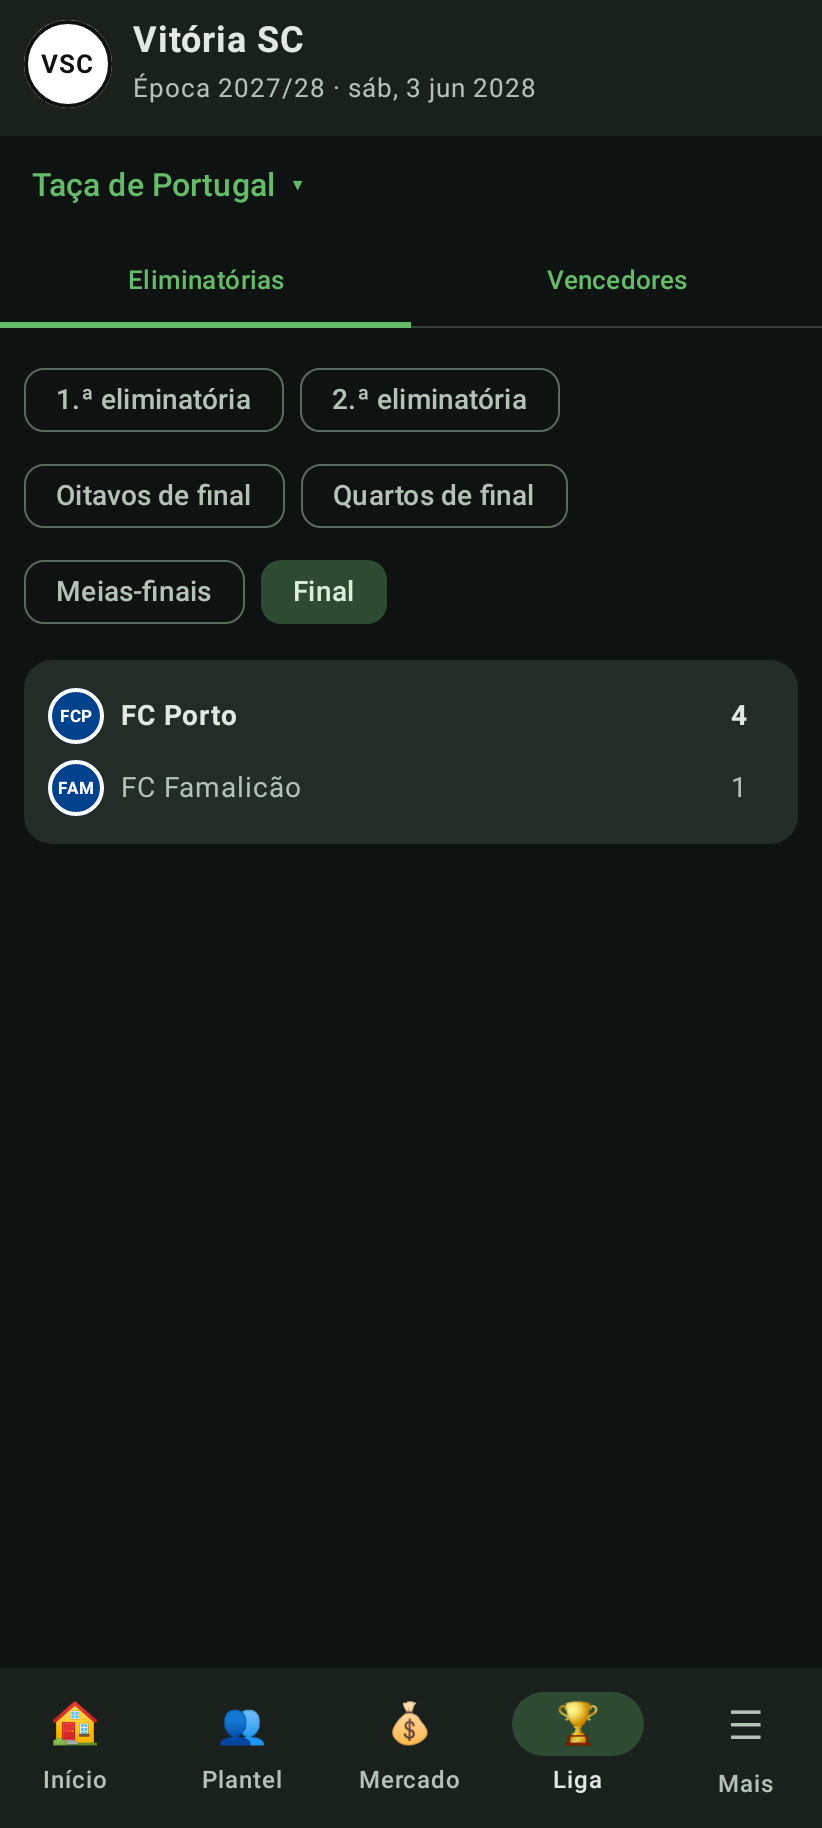 VSC
Vitória SC
Época 2027/28 · sáb, 3 jun 2028
Taça de Portugal ▾
Eliminatórias Vencedores
1.ª eliminatória 2.ª eliminatória
Oitavos de final Quartos de final
Meias-finais Final
FCP FC Porto 4
FAM FC Famalicão 1
Início Plantel Mercado Liga Mais